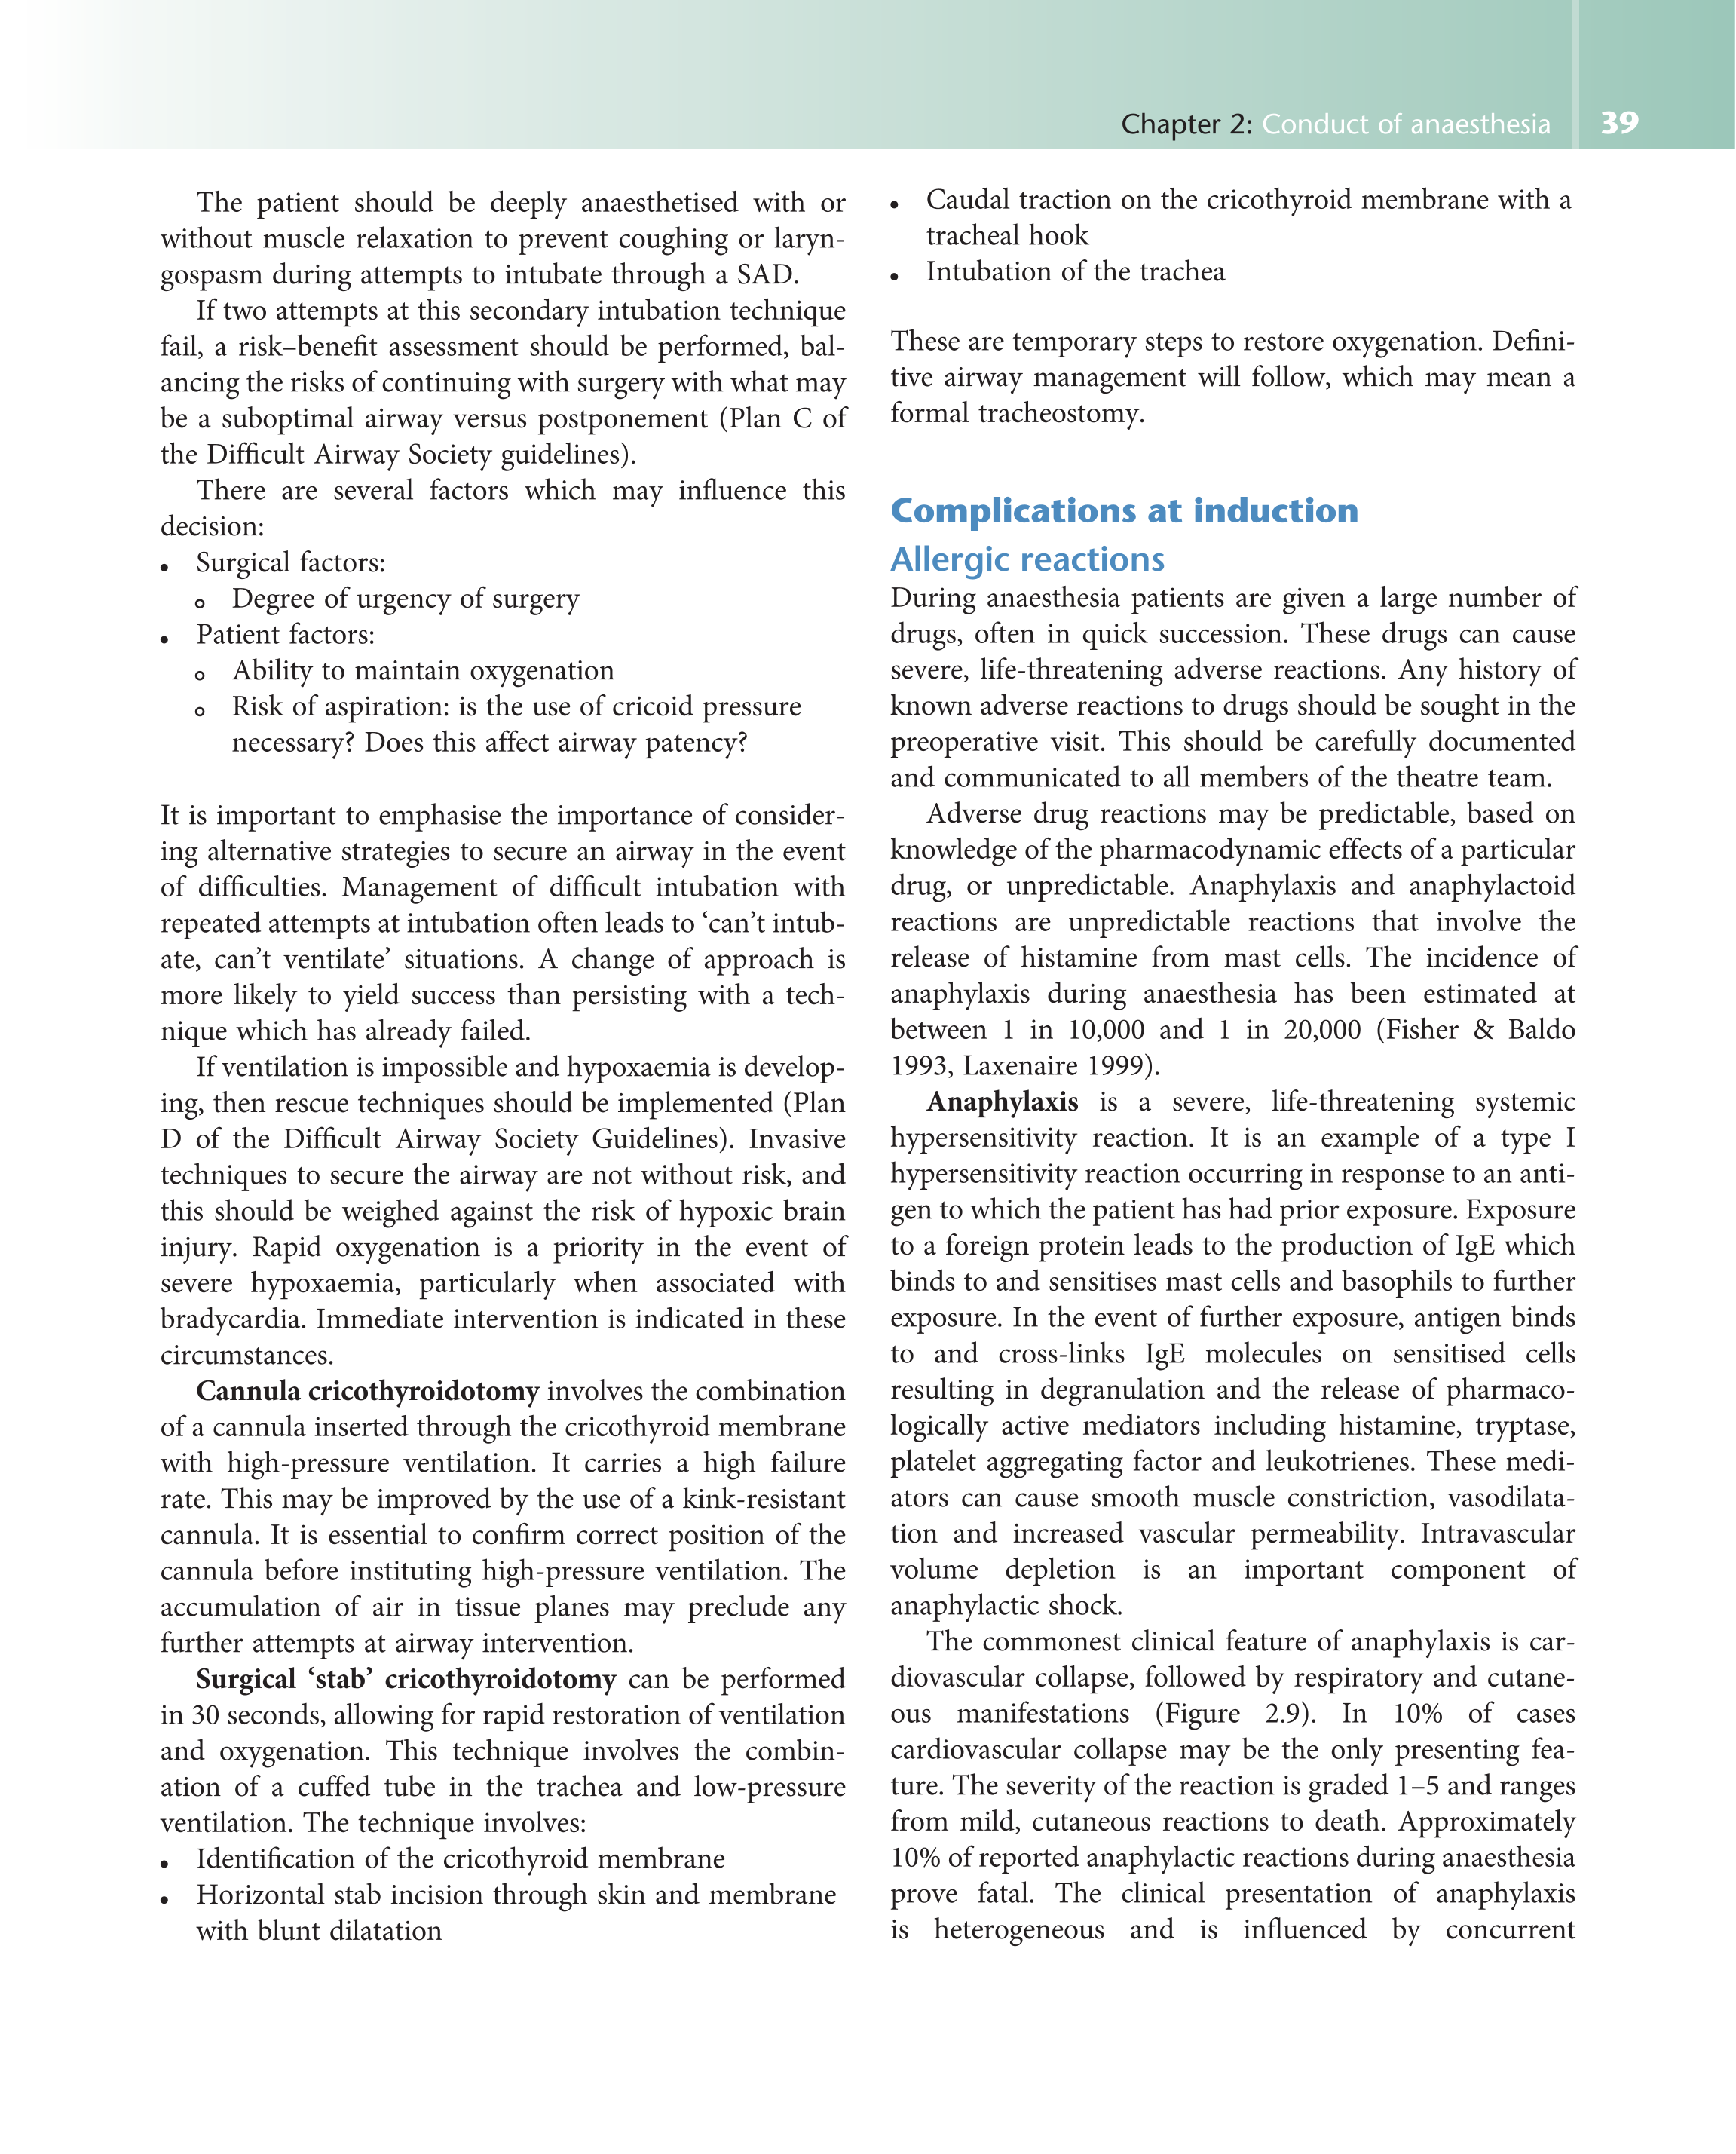 Chapter 2: Conduct of anaesthesia 39
The patient should be deeply anaesthetised with or
without muscle relaxation to prevent coughing or laryn-
gospasm during attempts to intubate through a SAD.
If two attempts at this secondary intubation technique
fail, a risk–benefit assessment should be performed, bal-
ancing the risks of continuing with surgery with what may
be a suboptimal airway versus postponement (Plan C of
the Difficult Airway Society guidelines).
There are several factors which may influence this
decision:
• Surgical factors:
∘ Degree of urgency of surgery
• Patient factors:
∘ Ability to maintain oxygenation
∘ Risk of aspiration: is the use of cricoid pressure
necessary? Does this affect airway patency?
It is important to emphasise the importance of consider-
ing alternative strategies to secure an airway in the event
of difficulties. Management of difficult intubation with
repeated attempts at intubation often leads to ‘can’t intub-
ate, can’t ventilate’ situations. A change of approach is
more likely to yield success than persisting with a tech-
nique which has already failed.
If ventilation is impossible and hypoxaemia is develop-
ing, then rescue techniques should be implemented (Plan
D of the Difficult Airway Society Guidelines). Invasive
techniques to secure the airway are not without risk, and
this should be weighed against the risk of hypoxic brain
injury. Rapid oxygenation is a priority in the event of
severe hypoxaemia, particularly when associated with
bradycardia. Immediate intervention is indicated in these
circumstances.
Cannula cricothyroidotomy involves the combination
of a cannula inserted through the cricothyroid membrane
with high-pressure ventilation. It carries a high failure
rate. This may be improved by the use of a kink-resistant
cannula. It is essential to confirm correct position of the
cannula before instituting high-pressure ventilation. The
accumulation of air in tissue planes may preclude any
further attempts at airway intervention.
Surgical ‘stab’ cricothyroidotomy can be performed
in 30 seconds, allowing for rapid restoration of ventilation
and oxygenation. This technique involves the combin-
ation of a cuffed tube in the trachea and low-pressure
ventilation. The technique involves:
• Identification of the cricothyroid membrane
• Horizontal stab incision through skin and membrane
with blunt dilatation
• Caudal traction on the cricothyroid membrane with a
tracheal hook
• Intubation of the trachea
These are temporary steps to restore oxygenation. Defini-
tive airway management will follow, which may mean a
formal tracheostomy.
Complications at induction
Allergic reactions
During anaesthesia patients are given a large number of
drugs, often in quick succession. These drugs can cause
severe, life-threatening adverse reactions. Any history of
known adverse reactions to drugs should be sought in the
preoperative visit. This should be carefully documented
and communicated to all members of the theatre team.
Adverse drug reactions may be predictable, based on
knowledge of the pharmacodynamic effects of a particular
drug, or unpredictable. Anaphylaxis and anaphylactoid
reactions are unpredictable reactions that involve the
release of histamine from mast cells. The incidence of
anaphylaxis during anaesthesia has been estimated at
between 1 in 10,000 and 1 in 20,000 (Fisher & Baldo
1993, Laxenaire 1999).
Anaphylaxis is a severe, life-threatening systemic
hypersensitivity reaction. It is an example of a type I
hypersensitivity reaction occurring in response to an anti-
gen to which the patient has had prior exposure. Exposure
to a foreign protein leads to the production of IgE which
binds to and sensitises mast cells and basophils to further
exposure. In the event of further exposure, antigen binds
to and cross-links IgE molecules on sensitised cells
resulting in degranulation and the release of pharmaco-
logically active mediators including histamine, tryptase,
platelet aggregating factor and leukotrienes. These medi-
ators can cause smooth muscle constriction, vasodilata-
tion and increased vascular permeability. Intravascular
volume depletion is an important component of
anaphylactic shock.
The commonest clinical feature of anaphylaxis is car-
diovascular collapse, followed by respiratory and cutane-
ous manifestations (Figure 2.9). In 10% of cases
cardiovascular collapse may be the only presenting fea-
ture. The severity of the reaction is graded 1–5 and ranges
from mild, cutaneous reactions to death. Approximately
10% of reported anaphylactic reactions during anaesthesia
prove fatal. The clinical presentation of anaphylaxis
is heterogeneous and is influenced by concurrent